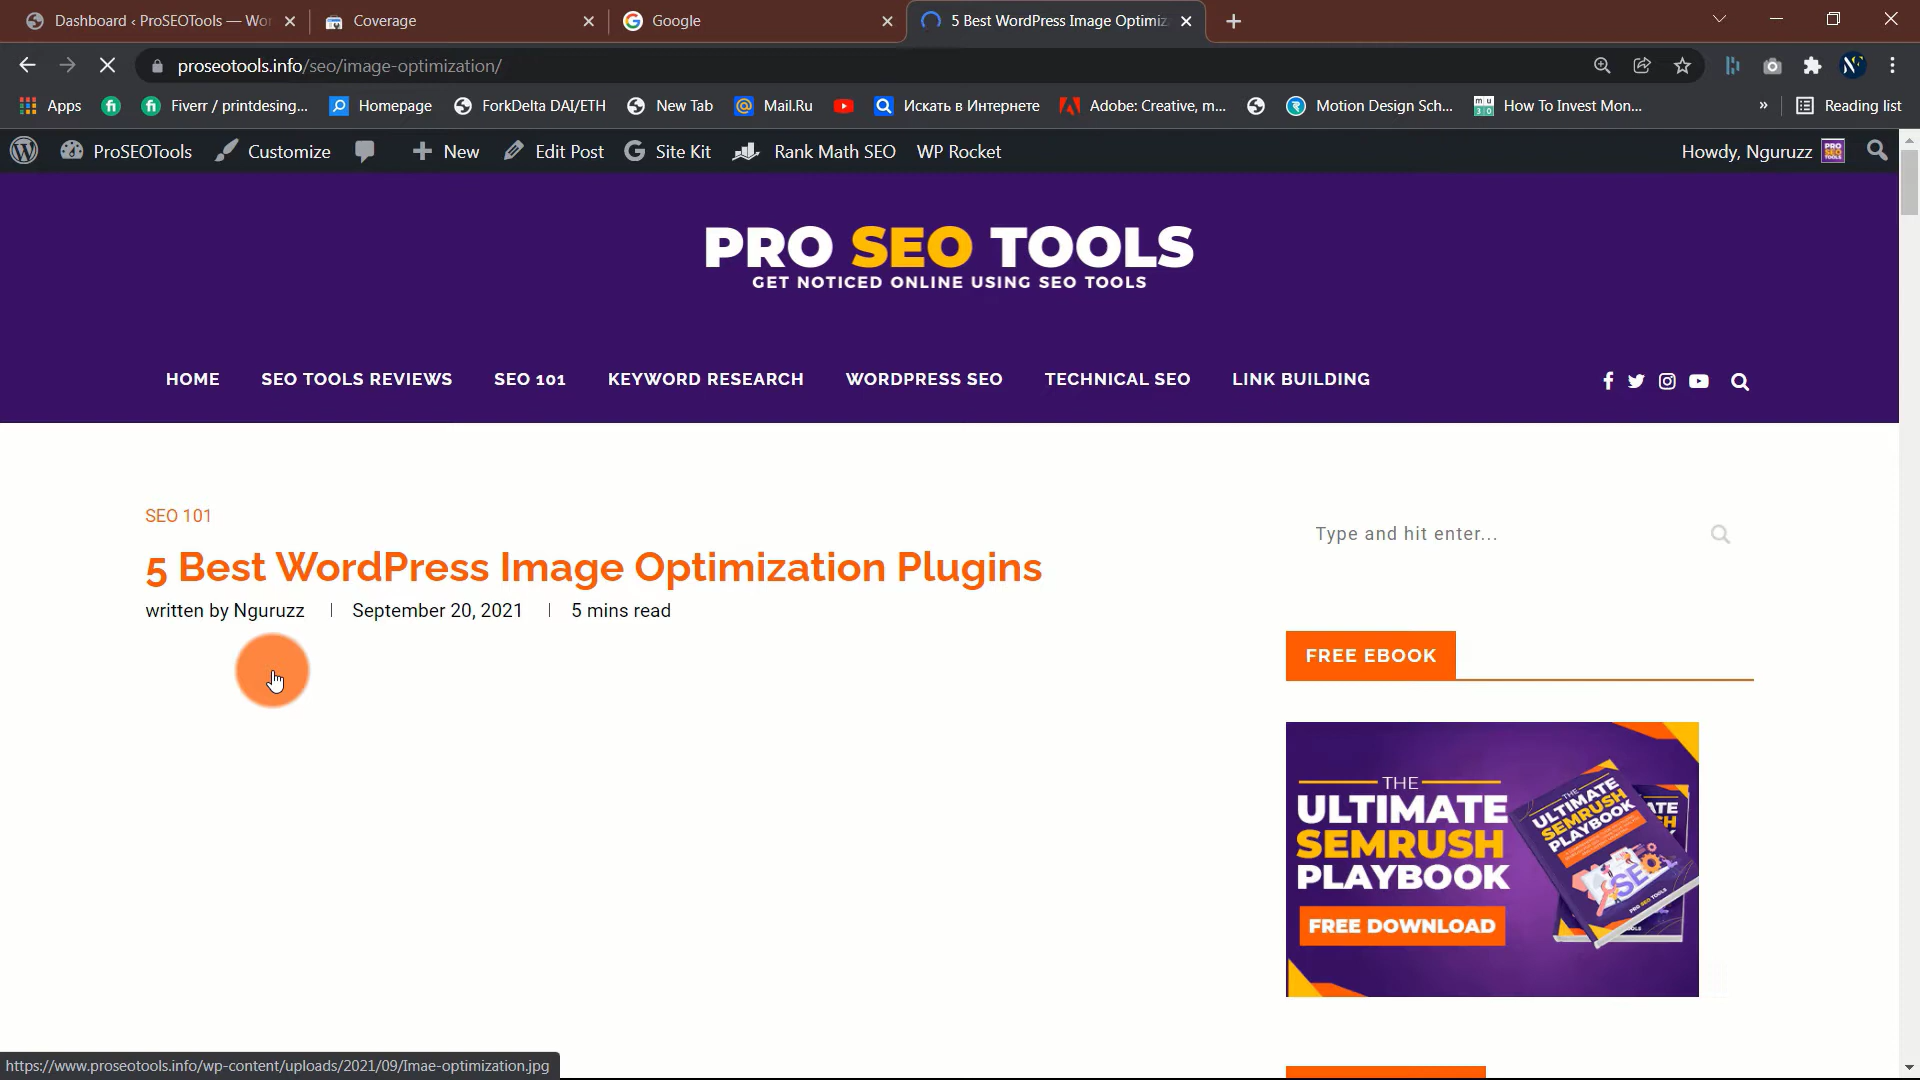 Dashboard ‹ ProSEOTools — Wor
Coverage
Google
5 Best WordPress Image Optimiz
proseotools.info/seo/image-optimization/
Apps
Fiverr / printdesing...
Homepage
ForkDelta DAI/ETH
New Tab
Mail.Ru
Искать в Интернете
Adobe: Creative, m...
Motion Design Sch...
How To Invest Mon...
»
Reading list
ProSEOTools
Customize
New
Edit Post
Site Kit
Rank Math SEO
WP Rocket
Howdy, Nguruzz
PRO SEO TOOLS
GET NOTICED ONLINE USING SEO TOOLS
HOME
SEO TOOLS REVIEWS
SEO 101
KEYWORD RESEARCH
WORDPRESS SEO
TECHNICAL SEO
LINK BUILDING
SEO 101
5 Best WordPress Image Optimization Plugins
written by Nguruzz
September 20, 2021
5 mins read
Type and hit enter...
FREE EBOOK
THE
ULTIMATE
SEMRUSH
PLAYBOOK
FREE DOWNLOAD
THE
ULTIMATE
SEMRUSH
PLAYBOOK
https://www.proseotools.info/wp-content/uploads/2021/09/Imae-optimization.jpg